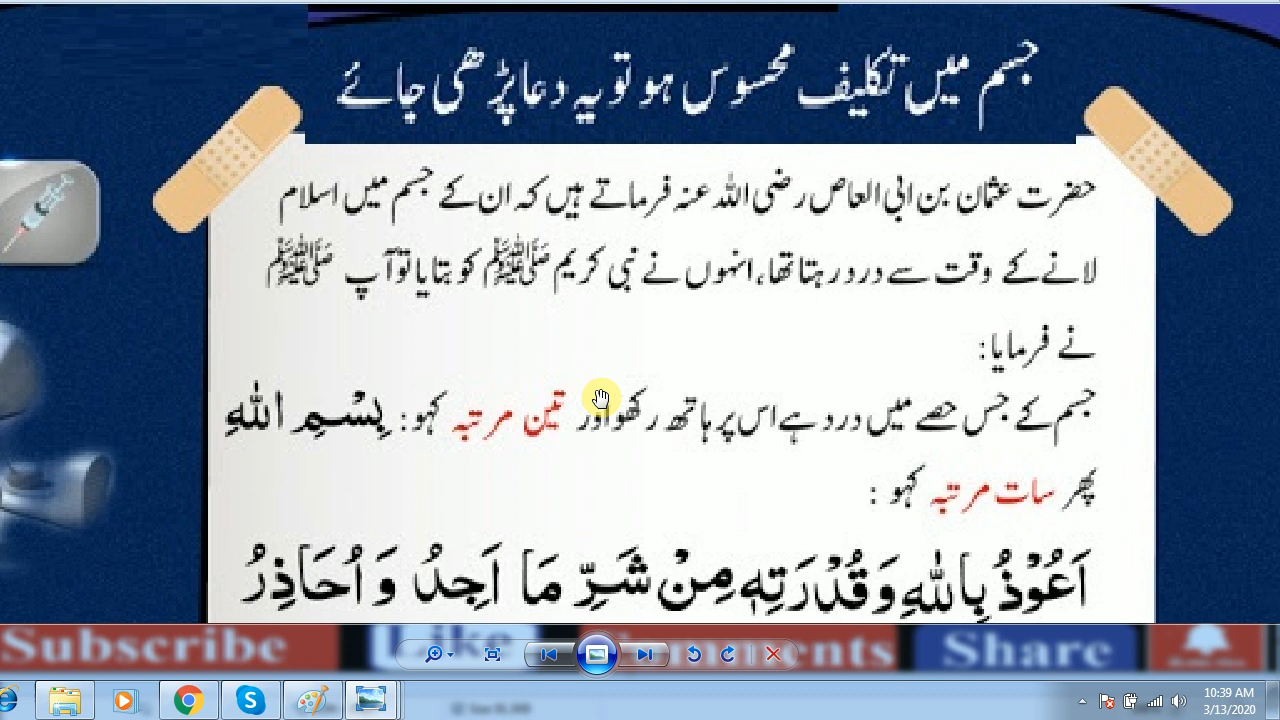 جسم میں تکلیف محسوس ہو تو یہ دعا پڑھی جائے
حضرت عثمان بن ابی العاص رضی اللہ عنہ فرماتے ہیں کہ ان کے جسم میں اسلام
لانے کے وقت سے درد رہتا تھا، انہوں نے نبی کریم ﷺ کو بتایا تو آپ ﷺ
نے فرمایا:
جسم کے جس حصے میں درد ہے اس پر ہاتھ رکھو اور تین مرتبہ کہو: بِسْمِ اللہِ
پھر سات مرتبہ کہو :
اَعُوْذُ بِاللہِ وَقُدْرَتِهٖ مِنْ شَرِّ مَا اَجِدُ وَ اُحَاذِرُ
Subscribe Like Comments Share
10:39 AM
3/13/2020